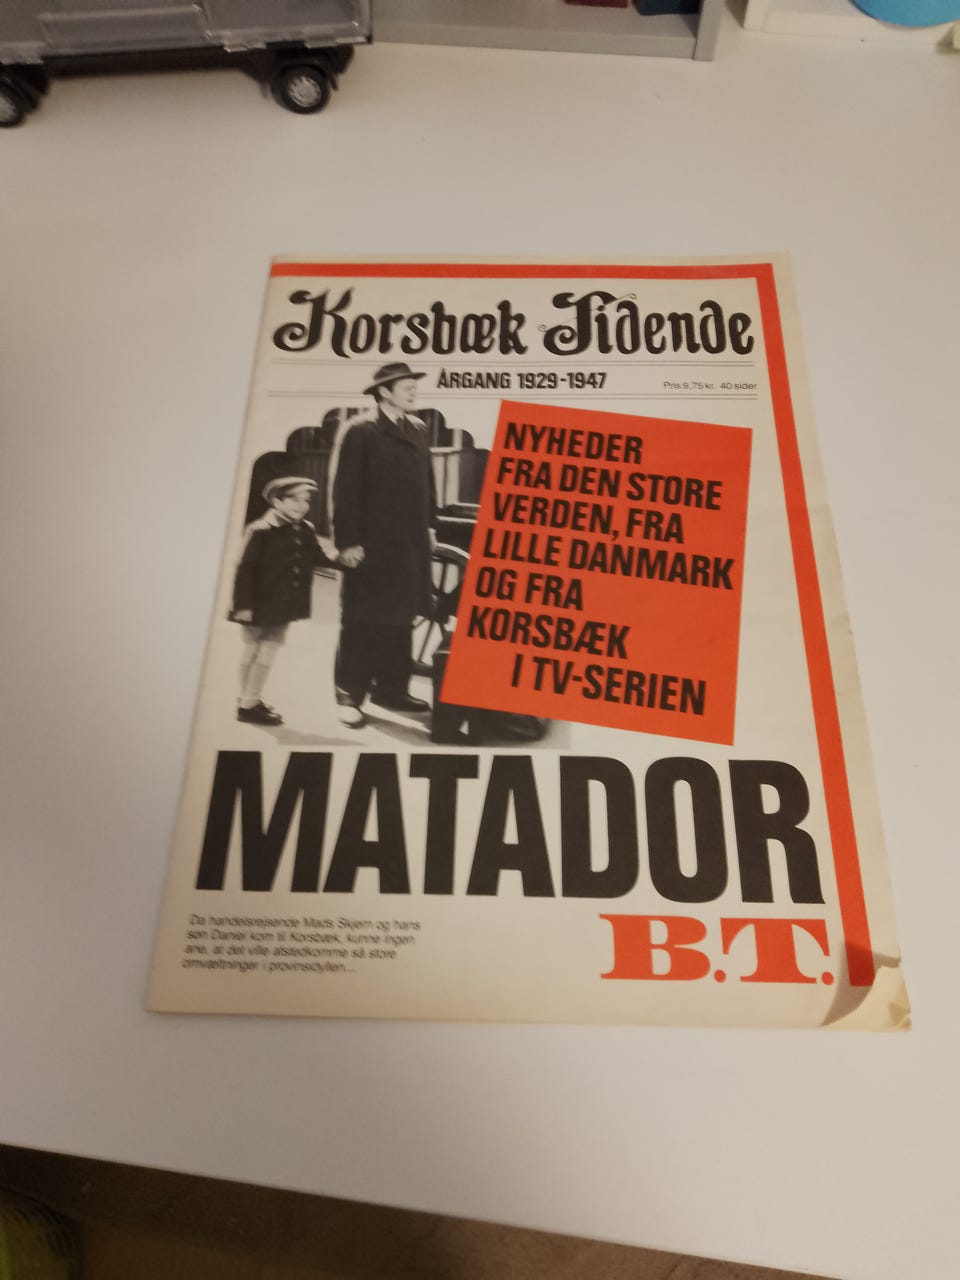 Korsbæk Tidende
ÅRGANG 1929-1947
Pris 9,75 kr. 40 sider
NYHEDER
FRA DEN STORE
VERDEN, FRA
LILLE DANMARK
OG FRA
KORSBÆK
I TV-SERIEN
MATADOR
B.T.
Da handelsrejsende Mads Skjern og hans
søn Daniel kom til Korsbæk, kunne ingen
ane, at det ville afstedkomme så store
omvæltninger i provinsidyllen...